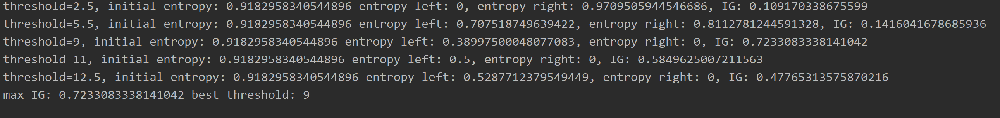 threshold=2.5, initial entropy: 0.9182958340544896 entropy left: 0, entropy right: 0.9709505944546686, IG: 0.109170338675599
threshold=5.5, initial entropy: 0.9182958340544896 entropy left: 0.707518749639422, entropy right: 0.8112781244591328, IG: 0.1416041678685936
threshold=9, initial entropy: 0.9182958340544896 entropy left: 0.38997500048077083, entropy right: 0, IG: 0.7233083338141042
threshold=11, initial entropy: 0.9182958340544896 entropy left: 0.5, entropy right: 0, IG: 0.5849625007211563
threshold=12.5, initial entropy: 0.9182958340544896 entropy left: 0.5287712379549449, entropy right: 0, IG: 0.47765313575870216
max IG: 0.7233083338141042 best threshold: 9